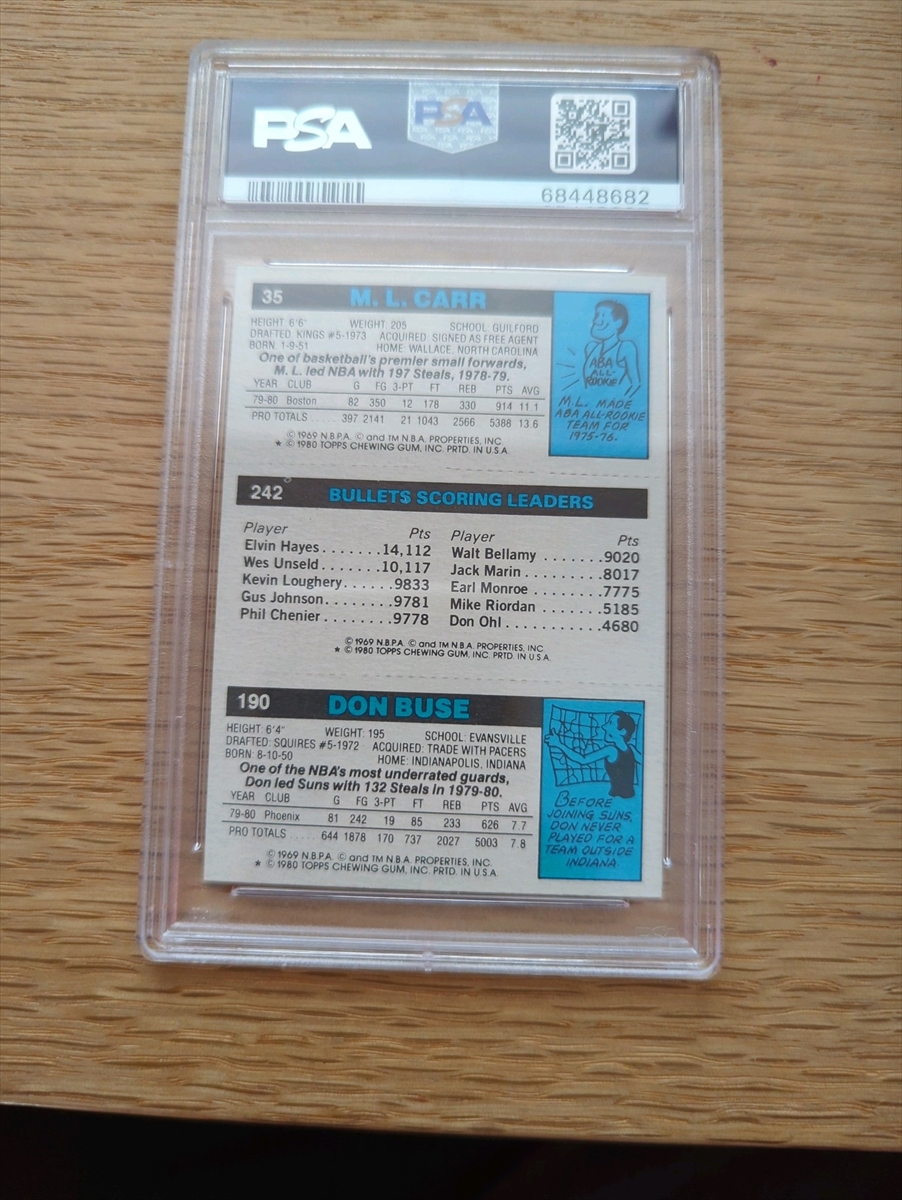 PSA
PSA
68448682
35 M. L. CARR
HEIGHT: 6'6" WEIGHT: 205 SCHOOL: GUILFORD
DRAFTED: KINGS #5-1973 ACQUIRED: SIGNED AS FREE AGENT
BORN: 1-9-51 HOME: WALLACE, NORTH CAROLINA
One of basketball's premier small forwards,
M. L. led NBA with 197 Steals, 1978-79.
YEAR CLUB G FG 3-PT FT REB PTS AVG
79-80 Boston 82 350 12 178 330 914 11.1
PRO TOTALS ..... 397 2141 21 1043 2566 5388 13.6
© 1969 N.B.P.A. © and TM N.B.A. PROPERTIES, INC.
★ © 1980 TOPPS CHEWING GUM, INC. PRTD. IN U.S.A.
ABA
ALL-
ROOKIE
M.L. MADE
ABA ALL-ROOKIE
TEAM FOR
1975-76.
242 BULLETS SCORING LEADERS
Player Pts
Elvin Hayes.......14,112
Wes Unseld.......10,117
Kevin Loughery......9833
Gus Johnson.........9781
Phil Chenier.........9778
Player Pts
Walt Bellamy .......9020
Jack Marin .........8017
Earl Monroe ........7775
Mike Riordan .......5185
Don Ohl............4680
© 1969 N.B.P.A. © and TM N.B.A. PROPERTIES, INC.
★ © 1980 TOPPS CHEWING GUM, INC. PRTD. IN U.S.A.
190 DON BUSE
HEIGHT: 6'4" WEIGHT: 195 SCHOOL: EVANSVILLE
DRAFTED: SQUIRES #5-1972 ACQUIRED: TRADE WITH PACERS
BORN: 8-10-50 HOME: INDIANAPOLIS, INDIANA
One of the NBA's most underrated guards,
Don led Suns with 132 Steals in 1979-80.
YEAR CLUB G FG 3-PT FT REB PTS AVG
79-80 Phoenix 81 242 19 85 233 626 7.7
PRO TOTALS ..... 644 1878 170 737 2027 5003 7.8
© 1969 N.B.P.A. © and TM N.B.A. PROPERTIES, INC.
★ © 1980 TOPPS CHEWING GUM, INC. PRTD. IN U.S.A.
BEFORE
JOINING SUNS,
DON NEVER
PLAYED FOR A
TEAM OUTSIDE
INDIANA.